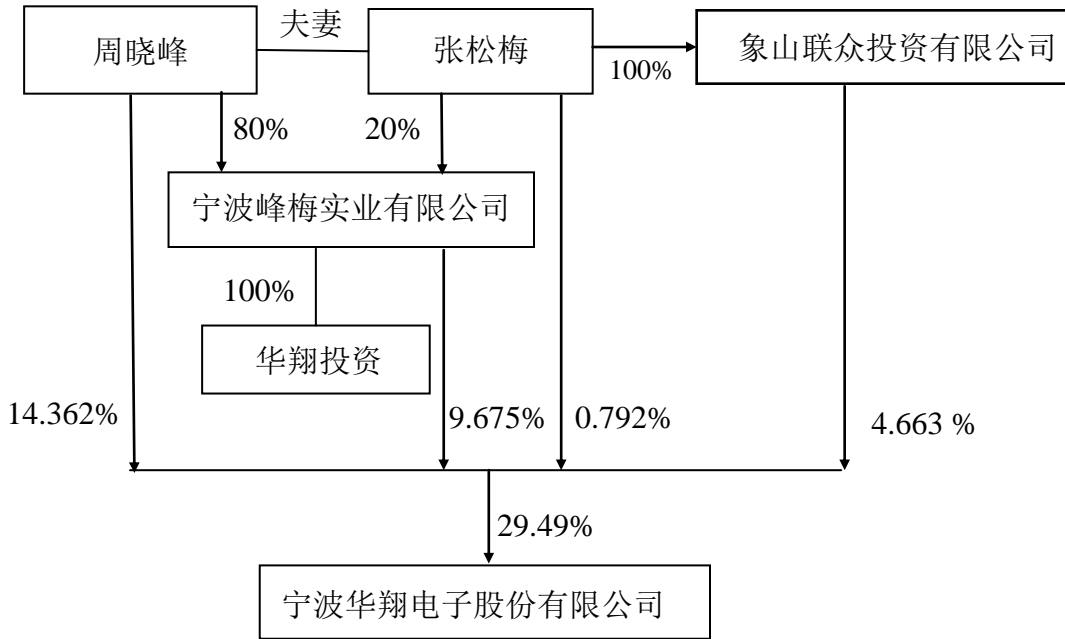 夫妻
周晓峰
张松梅
象山联众投资有限公司
100%
80%
20%
宁波峰梅实业有限公司
100%
华翔投资
14.362%
9.675%
0.792%
4.663 %
29.49%
宁波华翔电子股份有限公司